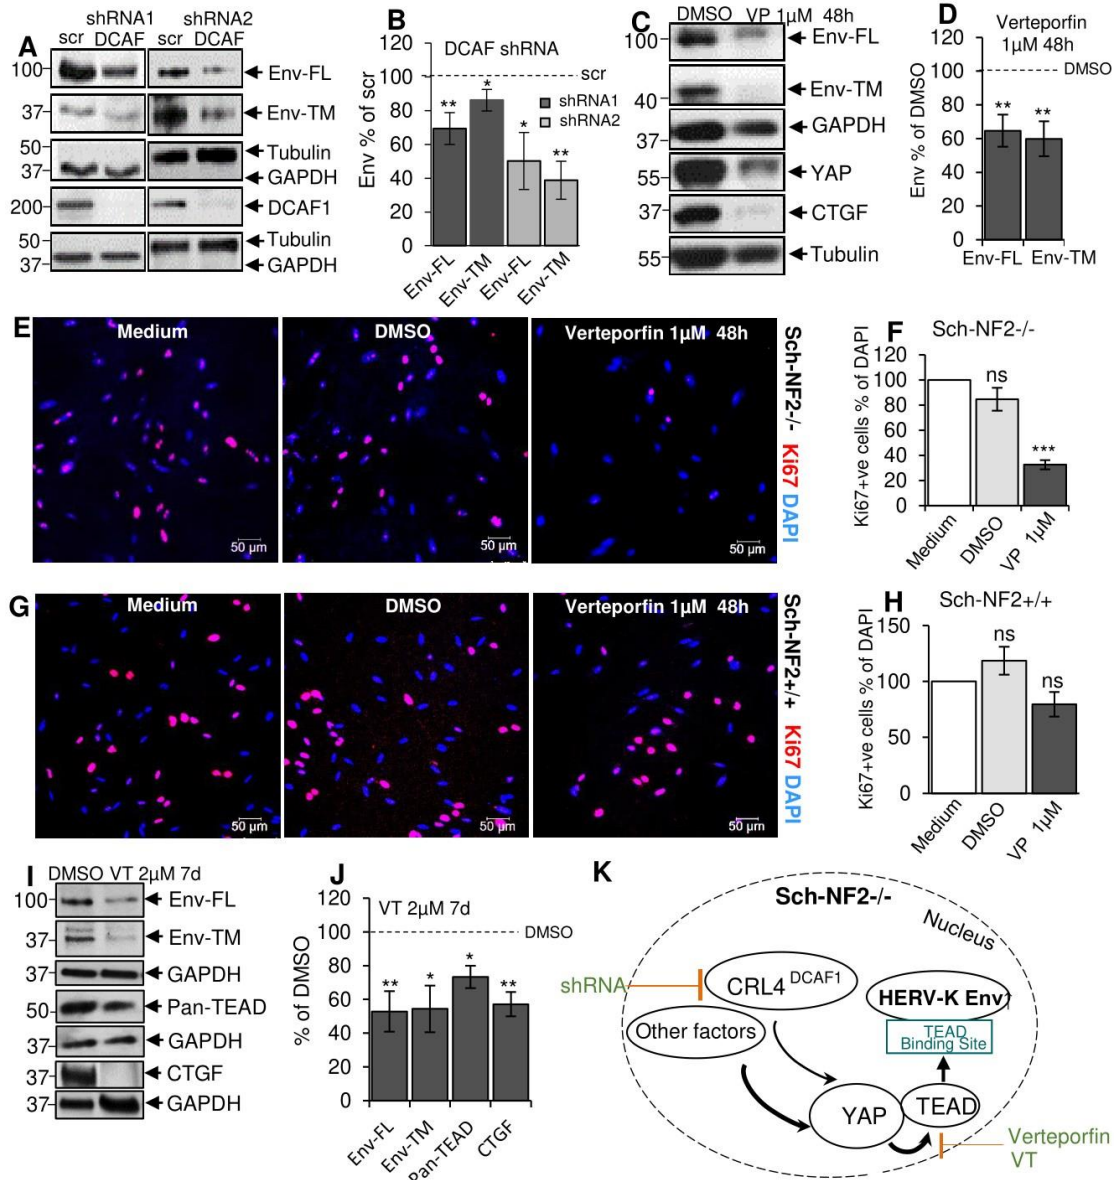 A
shRNA1 shRNA2
scr DCAF scr DCAF
100
Env-FL
37
Env-TM
50
Tubulin
37
GAPDH
200
DCAF1
50
Tubulin
37
GAPDH
B
DCAF shRNA
Env % of scr
120
100
80
60
40
20
0
scr
shRNA1
shRNA2
** * * **
Env-FL Env-TM Env-FL Env-TM
C
DMSO VP 1µM 48h
100
Env-FL
40
Env-TM
37
GAPDH
55
YAP
37
CTGF
55
Tubulin
D
Verteporfin
1µM 48h
Env % of DMSO
120
100
80
60
40
20
0
DMSO
** **
Env-FL Env-TM
E
Medium
50 µm
DMSO
50 µm
Verteporfin 1µM 48h
50 µm
Sch-NF2-/-
Ki67 DAPI
F
Sch-NF2-/-
Ki67+ve cells % of DAPI
120
100
80
60
40
20
0
ns
***
Medium DMSO VP 1µM
G
Medium
50 µm
DMSO
50 µm
Verteporfin 1µM 48h
50 µm
Sch-NF2+/+
Ki67 DAPI
H
Sch-NF2+/+
Ki67+ve cells % of DAPI
150
100
50
0
ns
ns
Medium DMSO VP 1µM
I
DMSO VT 2µM 7d
100
Env-FL
37
Env-TM
37
GAPDH
50
Pan-TEAD
37
GAPDH
37
CTGF
37
GAPDH
J
VT 2µM 7d
% of DMSO
120
100
80
60
40
20
0
DMSO
** * * **
Env-FL Env-TM Pan-TEAD CTGF
K
Sch-NF2-/-
Nucleus
shRNA
CRL4 DCAF1
HERV-K Env↑
Other factors
TEAD
Binding Site
YAP
TEAD
Verteporfin
VT